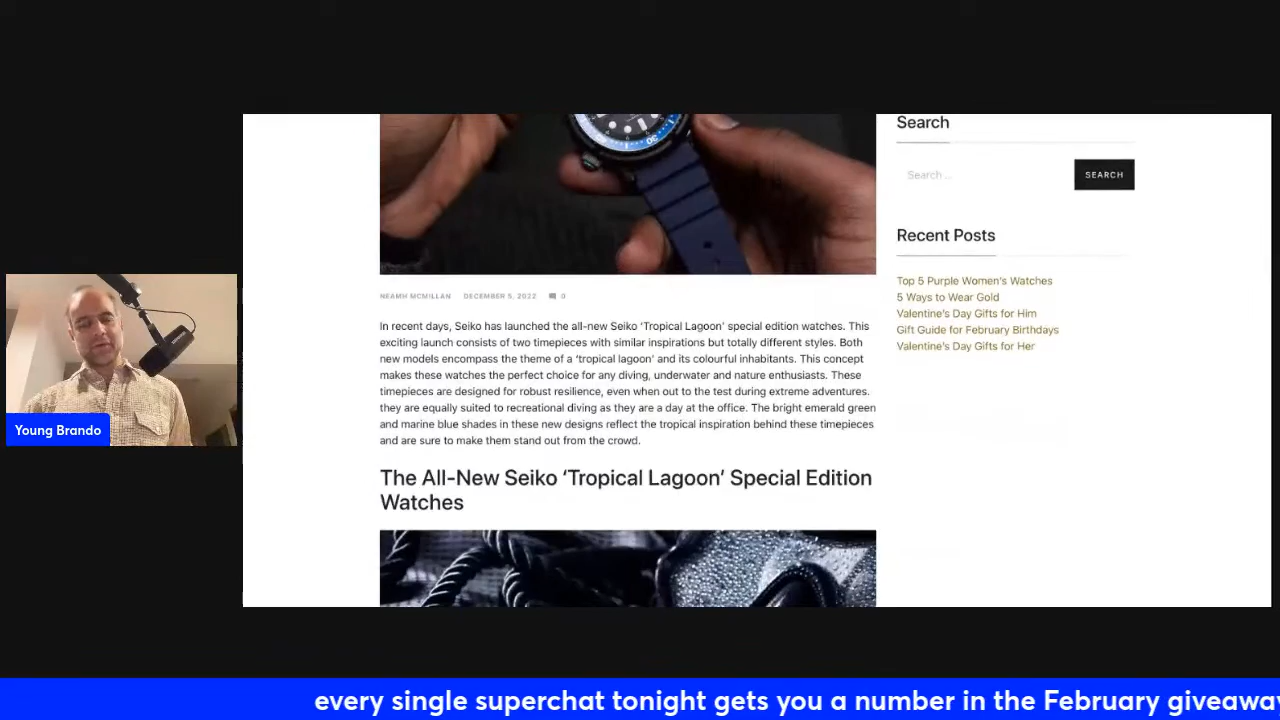 Search
Search ...
SEARCH
Recent Posts
Top 5 Purple Women's Watches
5 Ways to Wear Gold
Valentine's Day Gifts for Him
Gift Guide for February Birthdays
Valentine's Day Gifts for Her
NEAMH MCMILLAN DECEMBER 5, 2022 0
In recent days, Seiko has launched the all-new Seiko ‘Tropical Lagoon’ special edition watches. This
exciting launch consists of two timepieces with similar inspirations but totally different styles. Both
new models encompass the theme of a ‘tropical lagoon’ and its colourful inhabitants. This concept
makes these watches the perfect choice for any diving, underwater and nature enthusiasts. These
timepieces are designed for robust resilience, even when out to the test during extreme adventures.
they are equally suited to recreational diving as they are a day at the office. The bright emerald green
and marine blue shades in these new designs reflect the tropical inspiration behind these timepieces
and are sure to make them stand out from the crowd.
The All-New Seiko ‘Tropical Lagoon’ Special Edition
Watches
Young Brando
every single superchat tonight gets you a number in the February giveaway